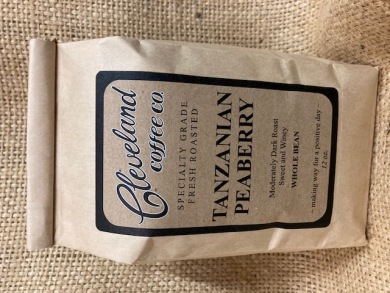 Cleveland
coffee co.
SPECIALTY GRADE
FRESH ROASTED
TANZANIAN
PEABERRY
Moderately Dark Roast
Sweet and Winey
WHOLE BEAN
~ making way for a positive day ~
12 oz.